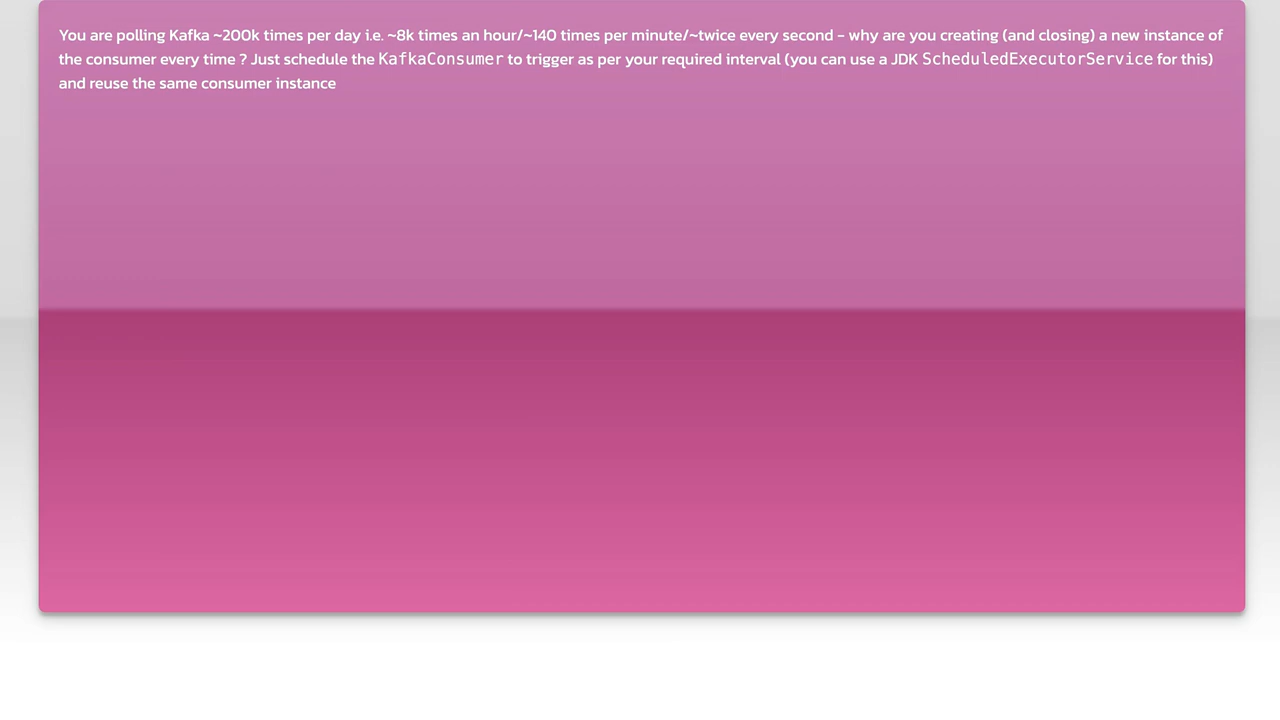 You are polling Kafka ~200k times per day i.e. ~8k times an hour/~140 times per minute/~twice every second - why are you creating (and closing) a new instance of
the consumer every time ? Just schedule the KafkaConsumer to trigger as per your required interval (you can use a JDK ScheduledExecutorService for this)
and reuse the same consumer instance